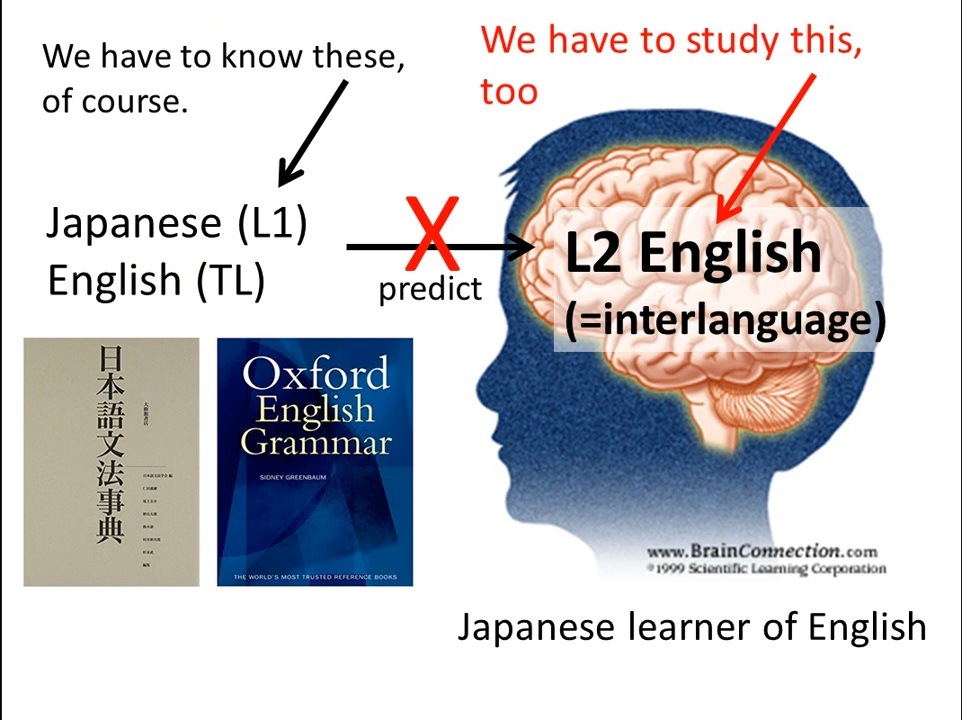 We have to know these,
of course.
We have to study this,
too
Japanese (L1)
English (TL)
X
predict
L2 English
(=interlanguage)
日本語文法事典
Oxford
English
Grammar
SIDNEY GREENBAUM
THE WORLD'S MOST TRUSTED REFERENCE BOOKS
www.BrainConnection.com
©1999 Scientific Learning Corporation
Japanese learner of English